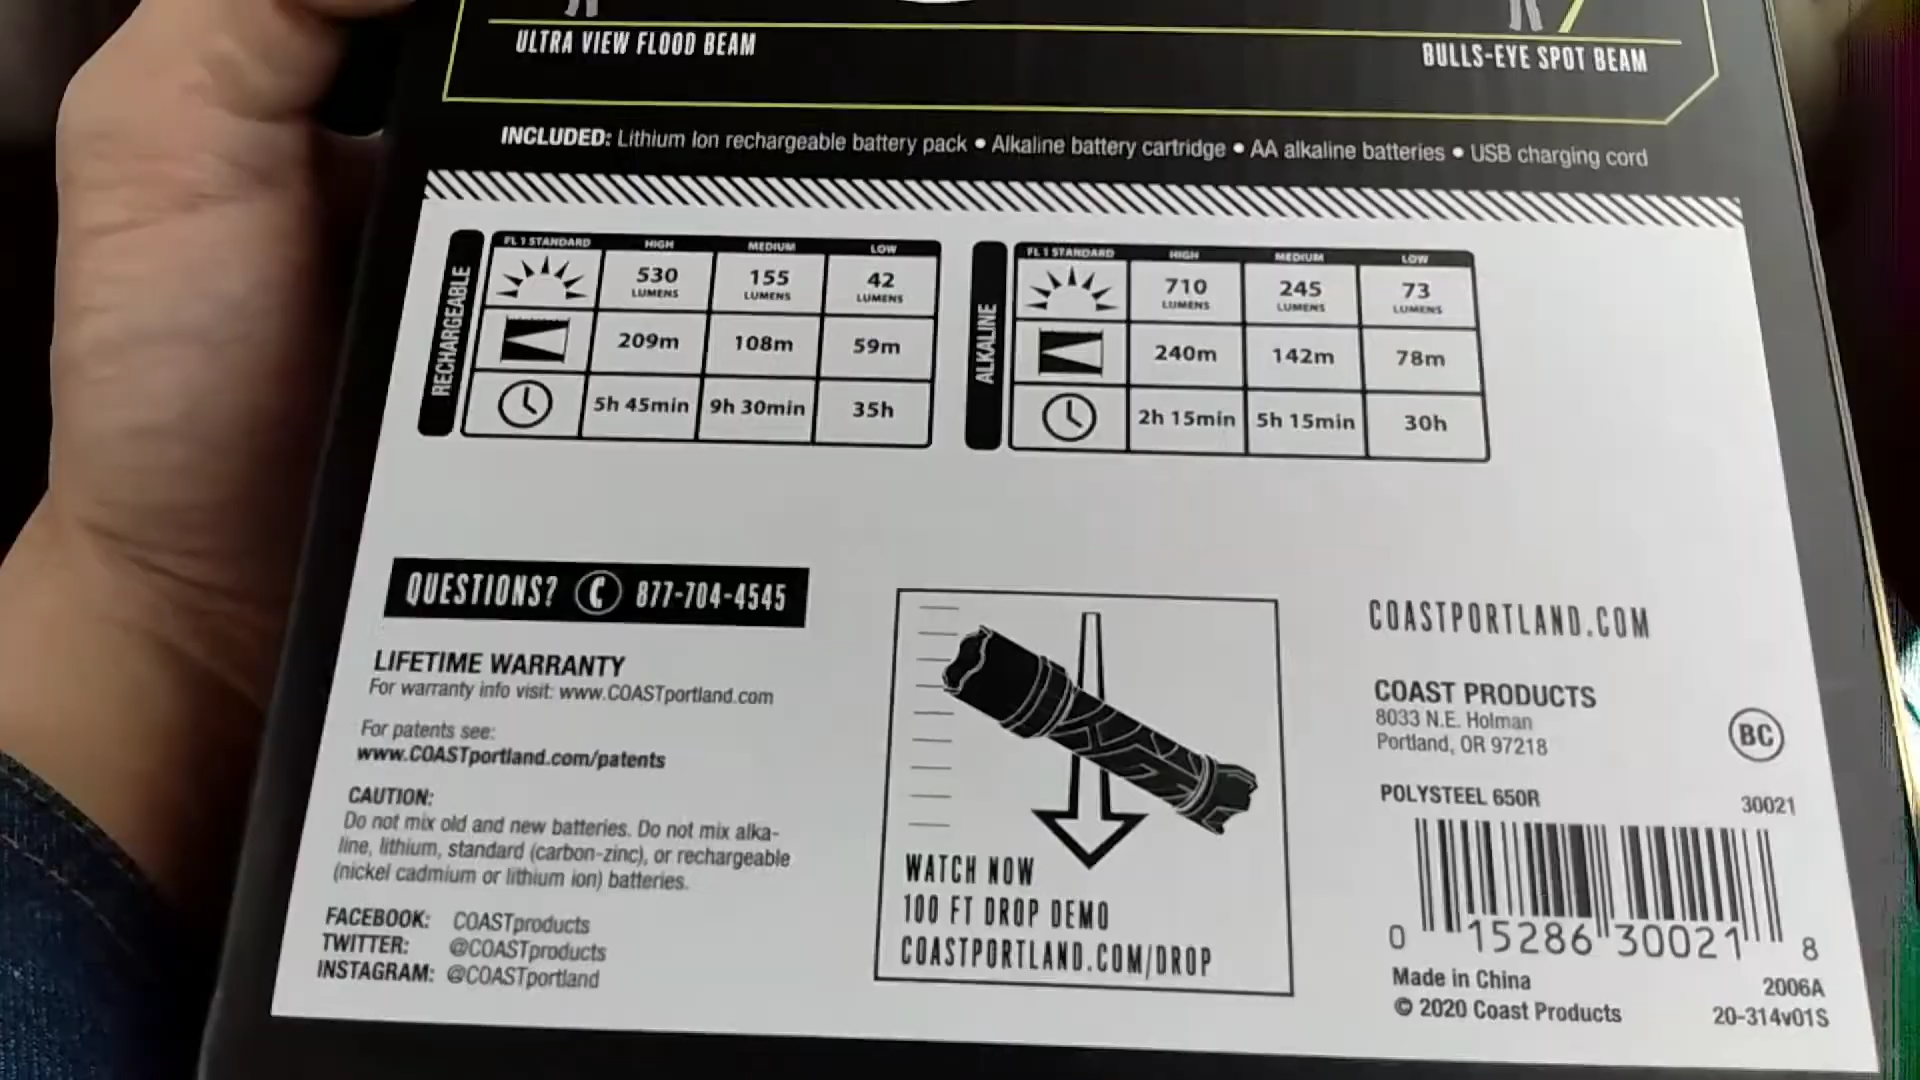 ULTRA VIEW FLOOD BEAM
BULLS-EYE SPOT BEAM
INCLUDED: Lithium Ion rechargeable battery pack • Alkaline battery cartridge • AA alkaline batteries • USB charging cord
RECHARGEABLE
FL 1 STANDARD HIGH MEDIUM LOW
530 LUMENS 155 LUMENS 42 LUMENS
209m 108m 59m
5h 45min 9h 30min 35h
ALKALINE
FL 1 STANDARD HIGH MEDIUM LOW
710 LUMENS 245 LUMENS 73 LUMENS
240m 142m 78m
2h 15min 5h 15min 30h
QUESTIONS? 877-704-4545
LIFETIME WARRANTY
For warranty info visit: www.COASTportland.com
For patents see:
www.COASTportland.com/patents
CAUTION:
Do not mix old and new batteries. Do not mix alka-
line, lithium, standard (carbon-zinc), or rechargeable
(nickel cadmium or lithium ion) batteries.
FACEBOOK: COASTproducts
TWITTER: @COASTproducts
INSTAGRAM: @COASTportland
WATCH NOW
100 FT DROP DEMO
COASTPORTLAND.COM/DROP
COASTPORTLAND.COM
COAST PRODUCTS
8033 N.E. Holman
Portland, OR 97218
BC
POLYSTEEL 650R 30021
0 15286 30021 8
Made in China 2006A
© 2020 Coast Products 20-314v01S